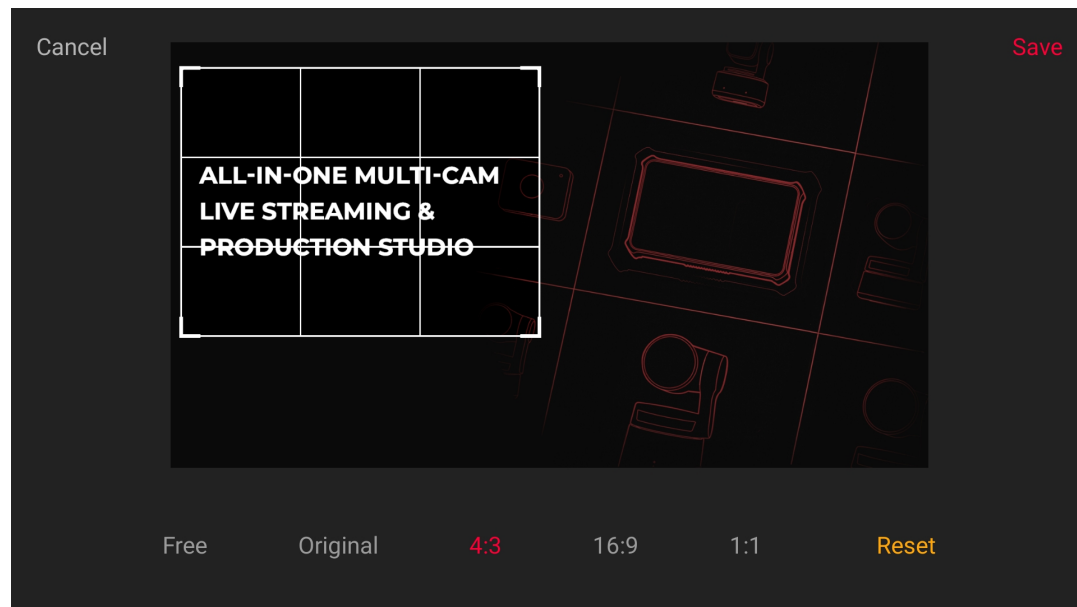 Cancel
Save
ALL-IN-ONE MULTI-CAM
LIVE STREAMING &
PRODUCTION STUDIO
Free
Original
4:3
16:9
1:1
Reset